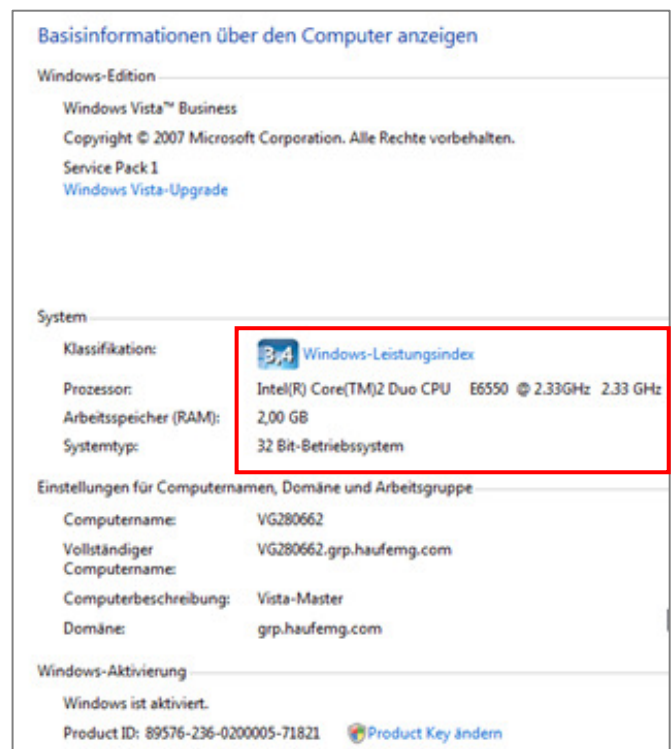 Basisinformationen über den Computer anzeigen
Windows-Edition
Windows Vista™ Business
Copyright © 2007 Microsoft Corporation. Alle Rechte vorbehalten.
Service Pack 1
Windows Vista-Upgrade
System
Klassifikation: 3,4 Windows-Leistungsindex
Prozessor: Intel(R) Core(TM)2 Duo CPU E6550 @ 2.33GHz 2.33 GHz
Arbeitsspeicher (RAM): 2,00 GB
Systemtyp: 32 Bit-Betriebssystem
Einstellungen für Computernamen, Domäne und Arbeitsgruppe
Computername: VG280662
Vollständiger VG280662.grp.haufemg.com
Computername:
Computerbeschreibung: Vista-Master
Domäne: grp.haufemg.com
Windows-Aktivierung
Windows ist aktiviert.
Product ID: 89576-236-0200005-71821 Product Key ändern